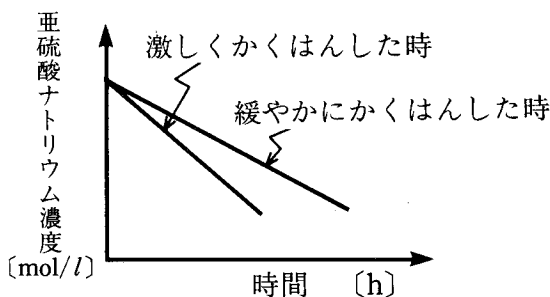 亜硫酸ナトリウム濃度
〔mol/l〕
激しくかくはんした時
緩やかにかくはんした時
時間 〔h〕